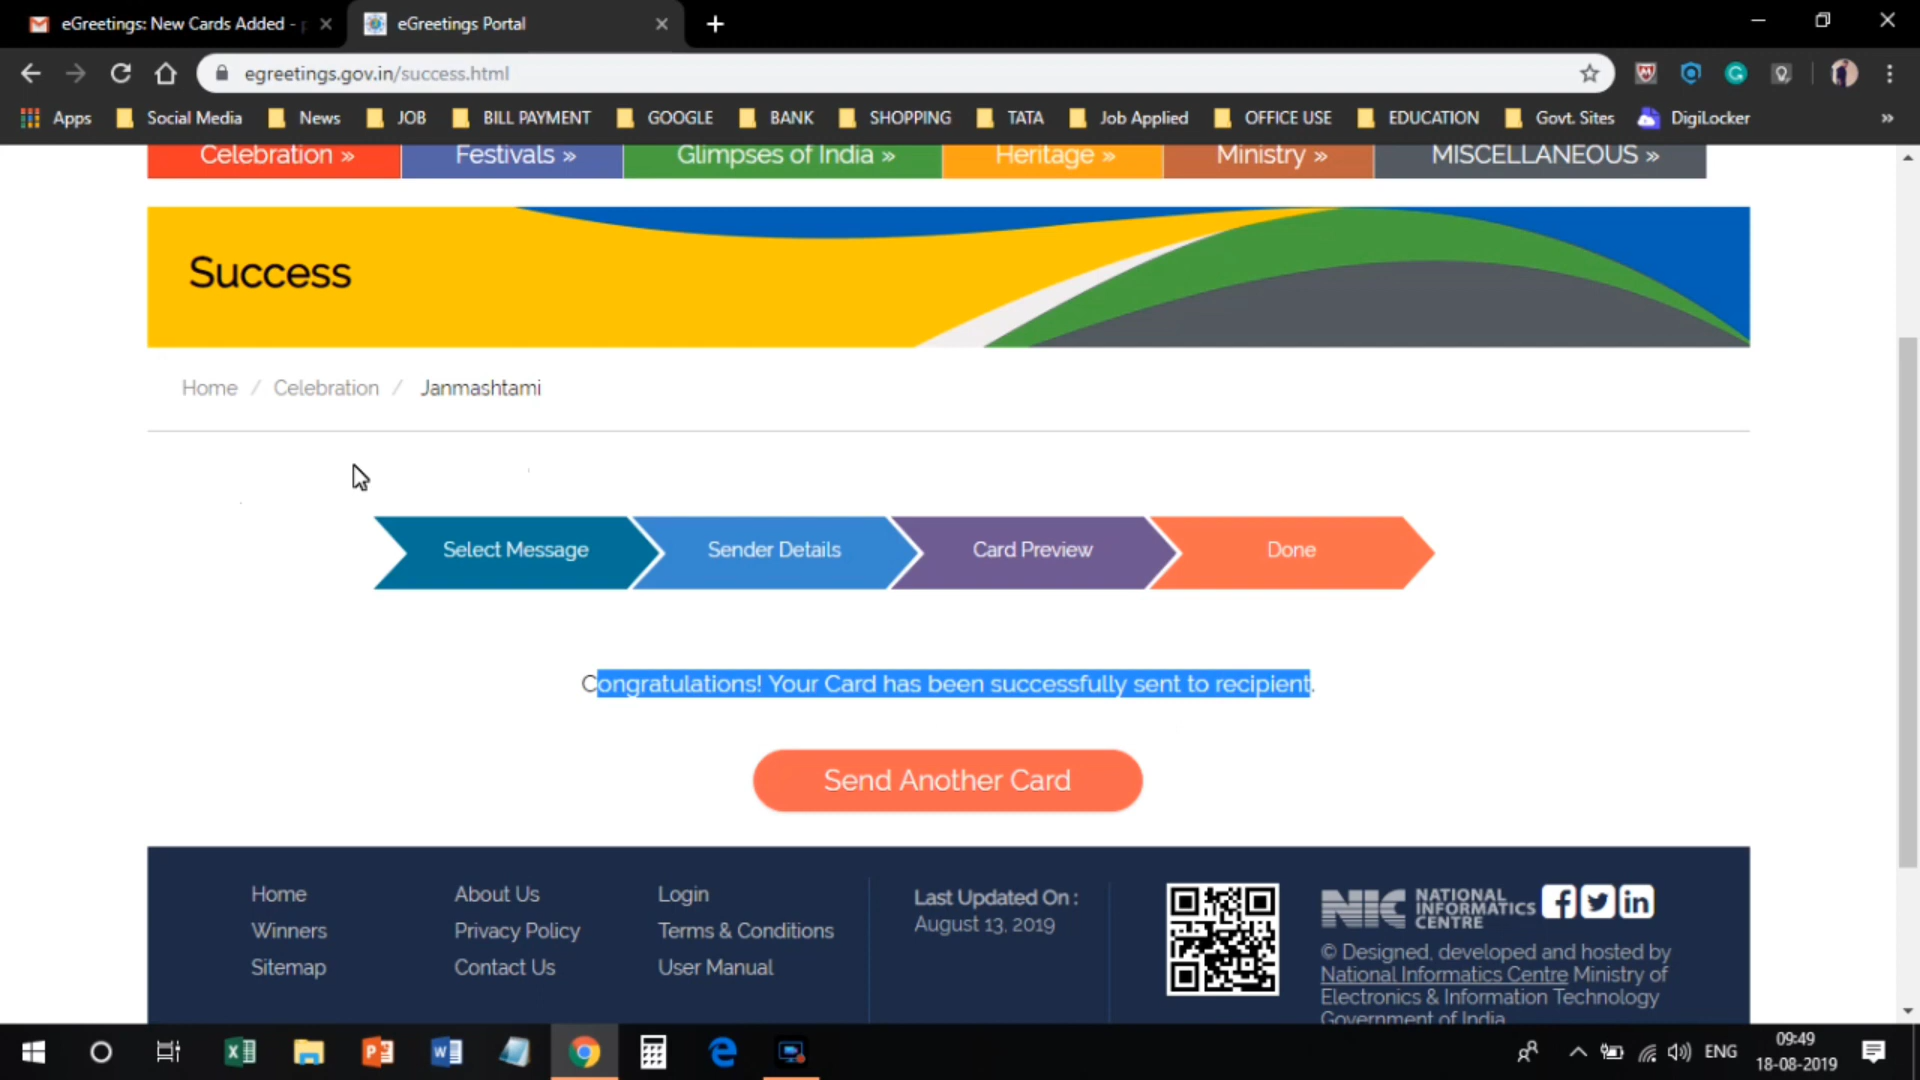 eGreetings: New Cards Added -
eGreetings Portal
egreetings.gov.in/success.html
Apps
Social Media
News
JOB
BILL PAYMENT
GOOGLE
BANK
SHOPPING
TATA
Job Applied
OFFICE USE
EDUCATION
Govt. Sites
DigiLocker
»
Celebration »
Festivals »
Glimpses of India »
Heritage »
Ministry »
MISCELLANEOUS »
Success
Home / Celebration / Janmashtami
Select Message
Sender Details
Card Preview
Done
Congratulations! Your Card has been successfully sent to recipient.
Send Another Card
Home
About Us
Login
Winners
Privacy Policy
Terms & Conditions
Sitemap
Contact Us
User Manual
Last Updated On :
August 13, 2019
NIC
NATIONAL
INFORMATICS
CENTRE
© Designed, developed and hosted by
National Informatics Centre Ministry of
Electronics & Information Technology
Government of India
ENG
09:49
18-08-2019